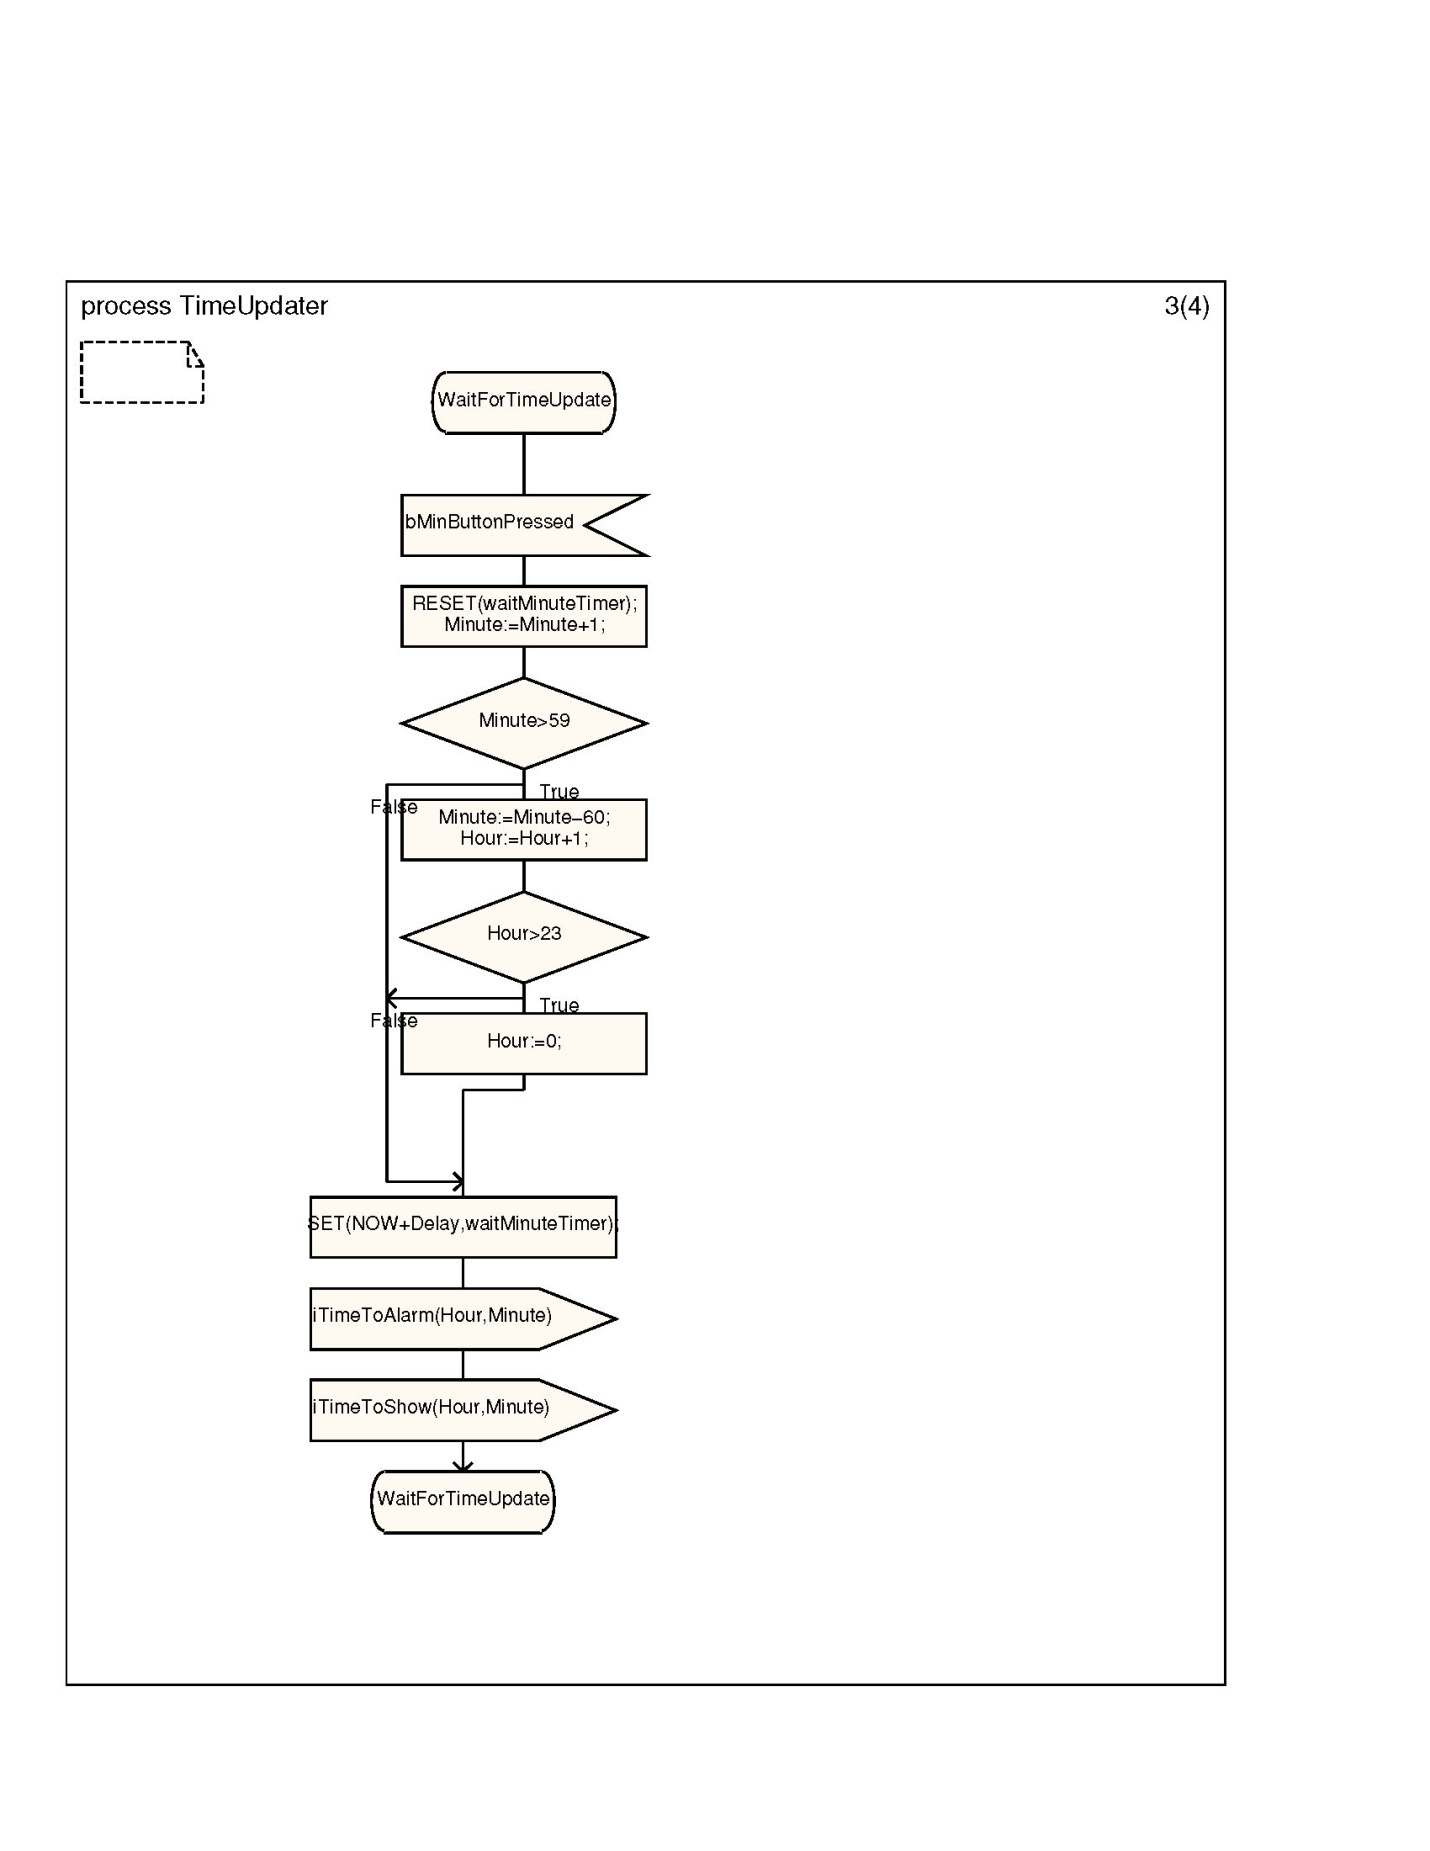 process TimeUpdater
3(4)
WaitForTimeUpdate
bMinButtonPressed
RESET(waitMinuteTimer);
Minute:=Minute+1;
Minute>59
True
False
Minute:=Minute−60;
Hour:=Hour+1;
Hour>23
True
False
Hour:=0;
SET(NOW+Delay,waitMinuteTimer);
iTimeToAlarm(Hour,Minute)
iTimeToShow(Hour,Minute)
WaitForTimeUpdate